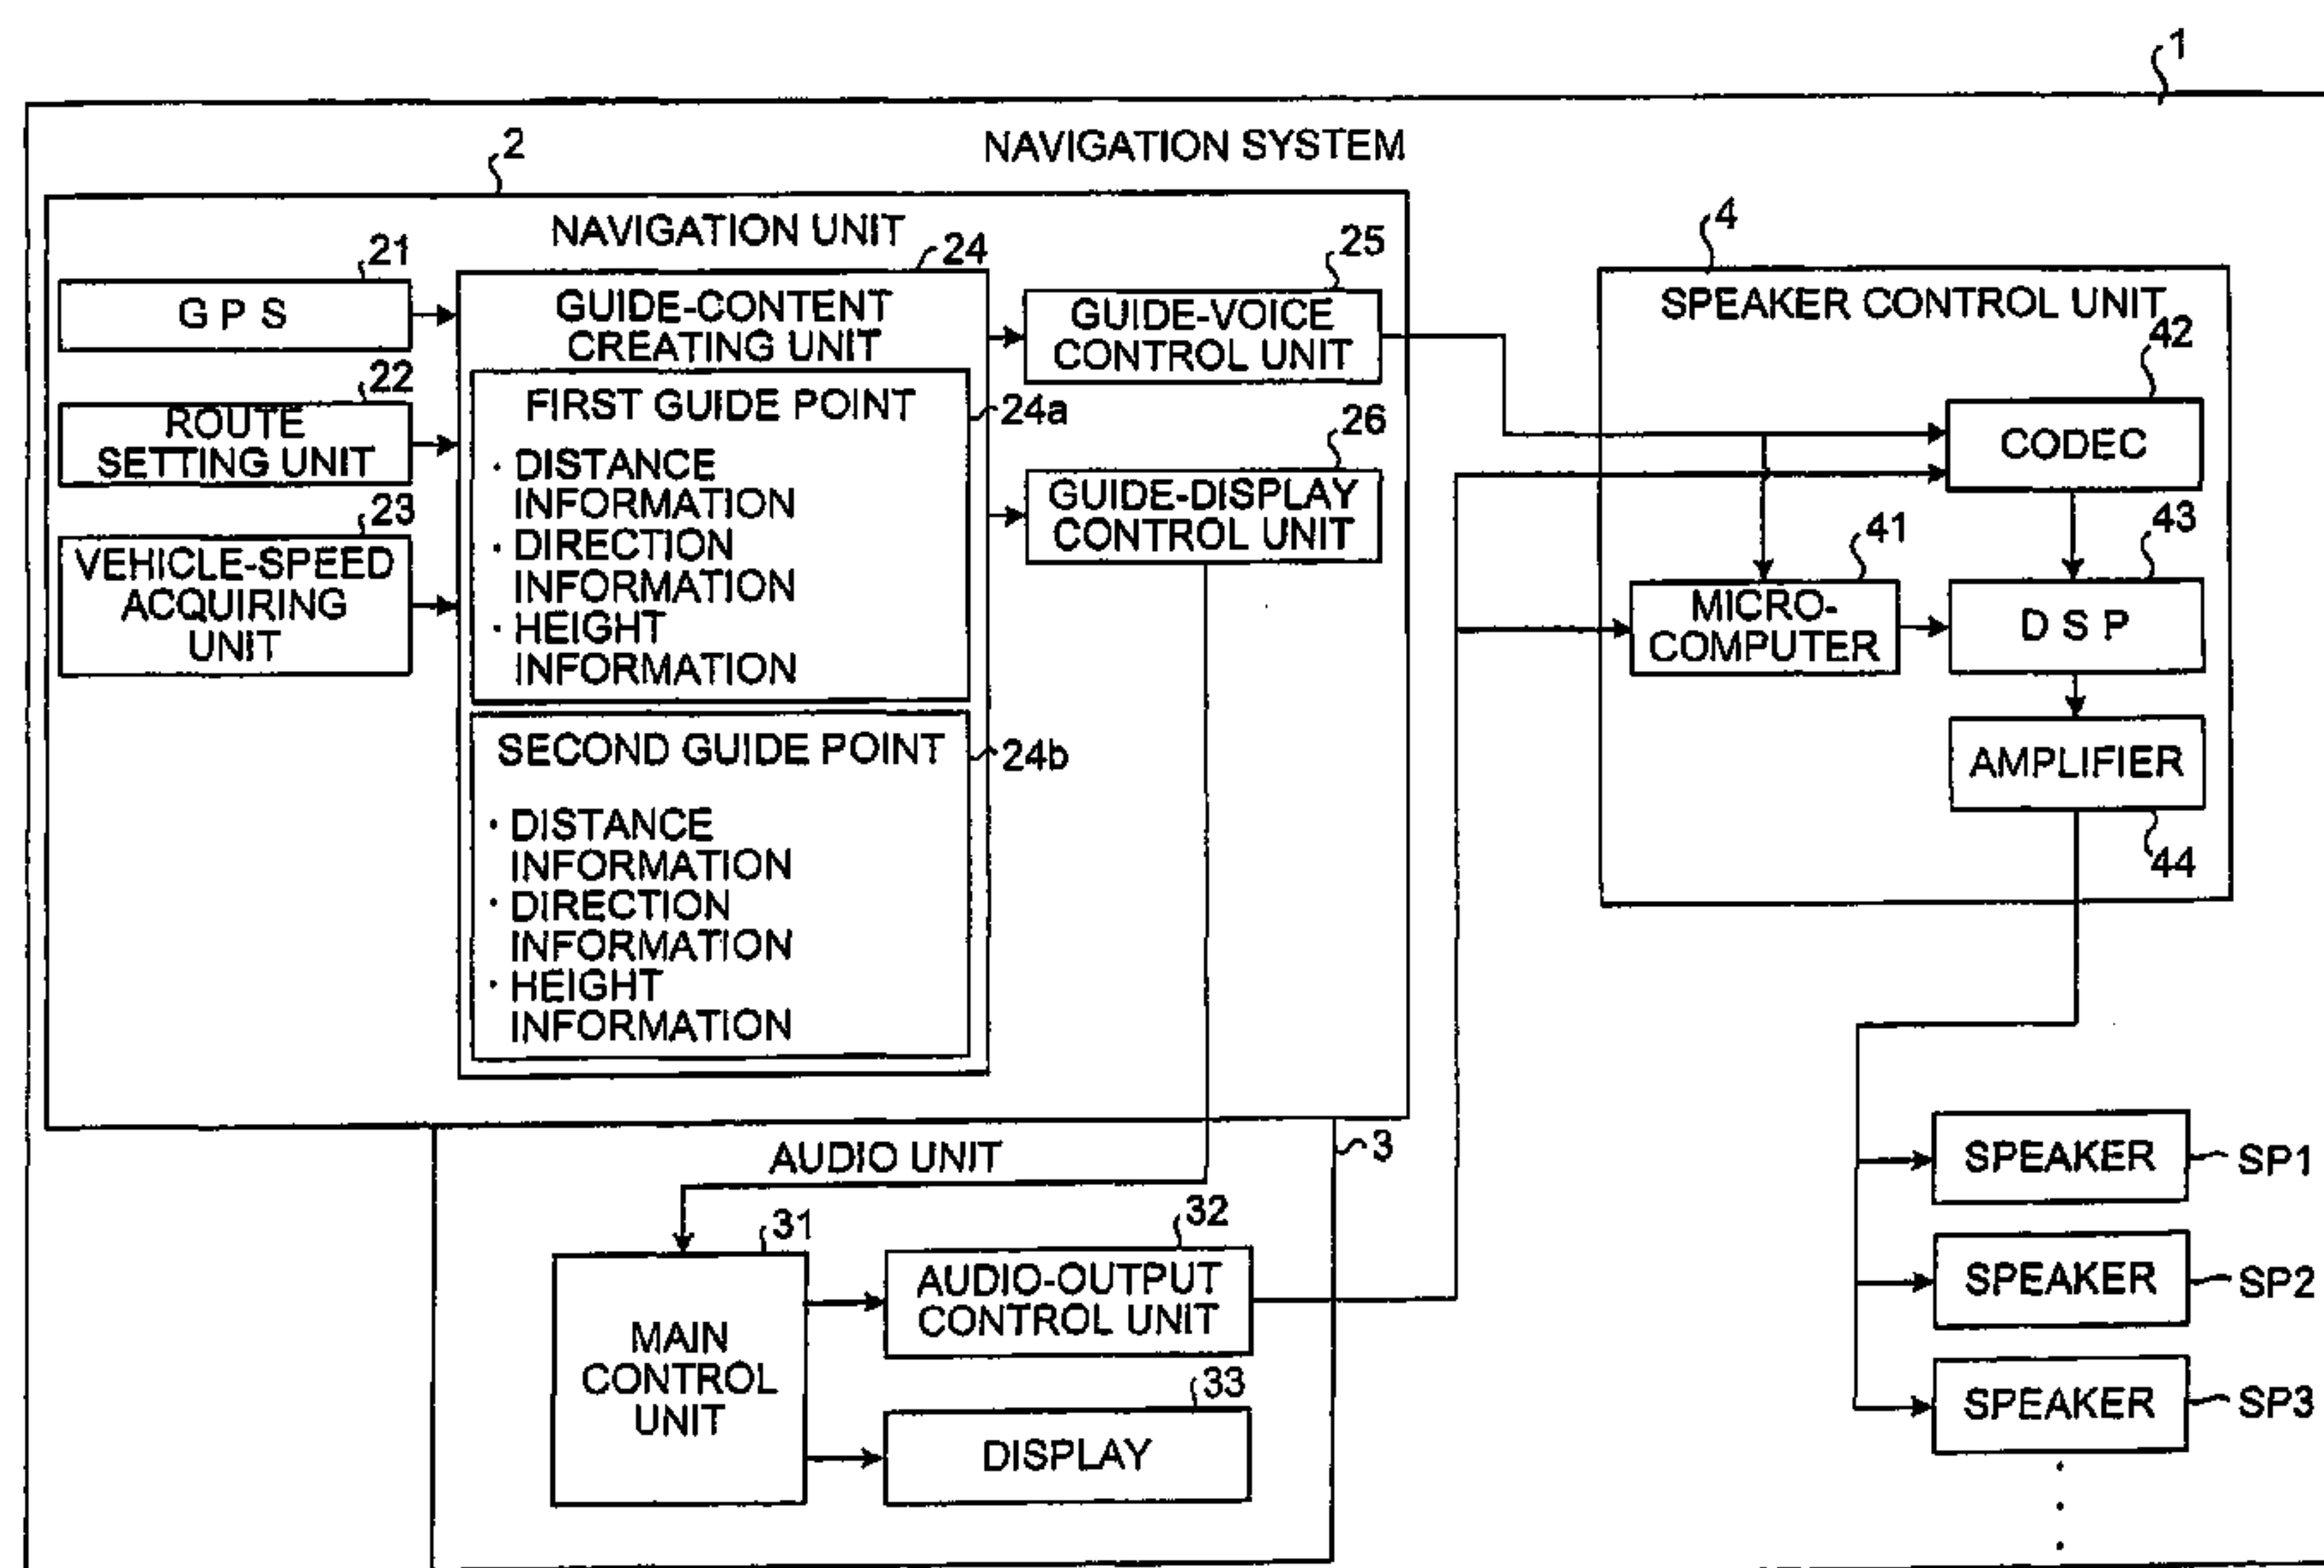 1
NAVIGATION SYSTEM
2
NAVIGATION UNIT
21
G P S
22
ROUTE
SETTING UNIT
23
VEHICLE-SPEED
ACQUIRING
UNIT
24
GUIDE-CONTENT
CREATING UNIT
FIRST GUIDE POINT
24a
· DISTANCE
INFORMATION
· DIRECTION
INFORMATION
· HEIGHT
INFORMATION
SECOND GUIDE POINT
24b
· DISTANCE
INFORMATION
· DIRECTION
INFORMATION
· HEIGHT
INFORMATION
25
GUIDE-VOICE
CONTROL UNIT
26
GUIDE-DISPLAY
CONTROL UNIT
4
SPEAKER CONTROL UNIT
42
CODEC
41
MICRO-
COMPUTER
43
D S P
AMPLIFIER
44
AUDIO UNIT
3
31
MAIN
CONTROL
UNIT
32
AUDIO-OUTPUT
CONTROL UNIT
33
DISPLAY
SPEAKER
SP1
SPEAKER
SP2
SPEAKER
SP3